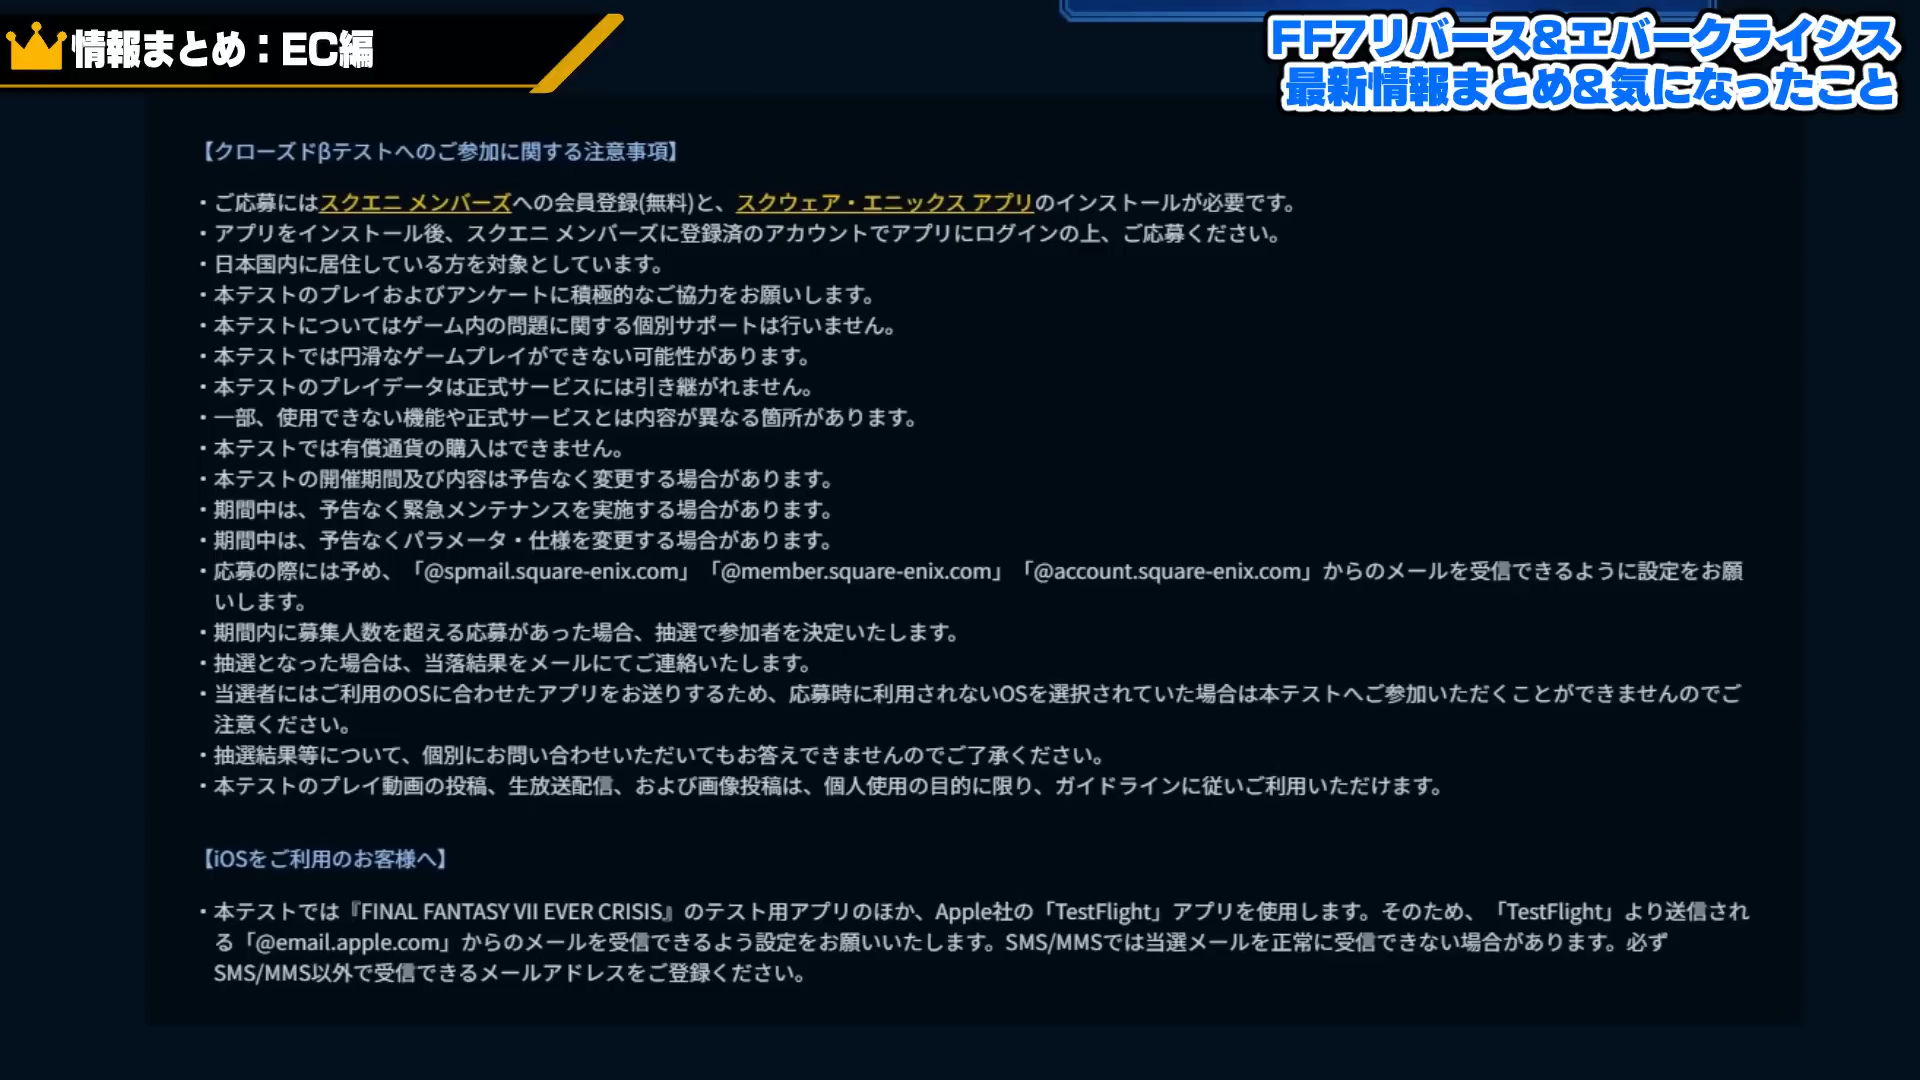 情報まとめ：EC編
FF7リバース&エバークライシス
最新情報まとめ&気になったこと
【クローズドβテストへのご参加に関する注意事項】
・ご応募にはスクエニ メンバーズへの会員登録(無料)と、スクウェア・エニックス アプリのインストールが必要です。
・アプリをインストール後、スクエニ メンバーズに登録済のアカウントでアプリにログインの上、ご応募ください。
・日本国内に居住している方を対象としています。
・本テストのプレイおよびアンケートに積極的なご協力をお願いします。
・本テストについてはゲーム内の問題に関する個別サポートは行いません。
・本テストでは円滑なゲームプレイができない可能性があります。
・本テストのプレイデータは正式サービスには引き継がれません。
・一部、使用できない機能や正式サービスとは内容が異なる箇所があります。
・本テストでは有償通貨の購入はできません。
・本テストの開催期間及び内容は予告なく変更する場合があります。
・期間中は、予告なく緊急メンテナンスを実施する場合があります。
・期間中は、予告なくパラメータ・仕様を変更する場合があります。
・応募の際には予め、「@spmail.square-enix.com」「@member.square-enix.com」「@account.square-enix.com」からのメールを受信できるように設定をお願
いします。
・期間内に募集人数を超える応募があった場合、抽選で参加者を決定いたします。
・抽選となった場合は、当落結果をメールにてご連絡いたします。
・当選者にはご利用のOSに合わせたアプリをお送りするため、応募時に利用されないOSを選択されていた場合は本テストへご参加いただくことができませんのでご
注意ください。
・抽選結果等について、個別にお問い合わせいただいてもお答えできませんのでご了承ください。
・本テストのプレイ動画の投稿、生放送配信、および画像投稿は、個人使用の目的に限り、ガイドラインに従いご利用いただけます。
【iOSをご利用のお客様へ】
・本テストでは『FINAL FANTASY VII EVER CRISIS』のテスト用アプリのほか、Apple社の「TestFlight」アプリを使用します。そのため、「TestFlight」より送信され
る「@email.apple.com」からのメールを受信できるよう設定をお願いいたします。SMS/MMSでは当選メールを正常に受信できない場合があります。必ず
SMS/MMS以外で受信できるメールアドレスをご登録ください。